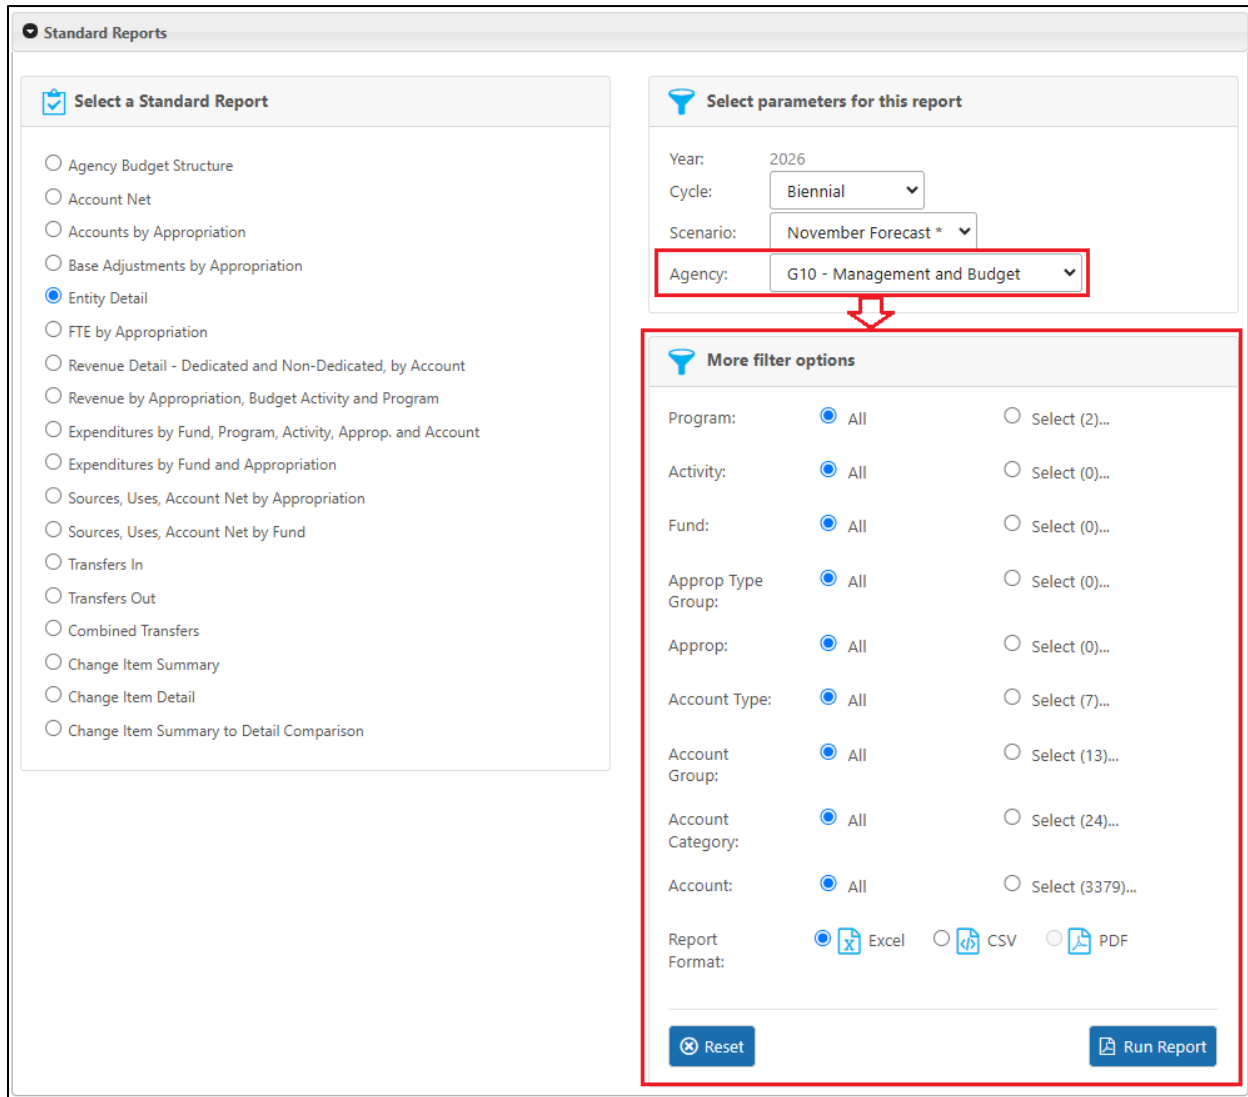 Standard Reports
Select a Standard Report
Agency Budget Structure
Account Net
Accounts by Appropriation
Base Adjustments by Appropriation
Entity Detail
FTE by Appropriation
Revenue Detail - Dedicated and Non-Dedicated, by Account
Revenue by Appropriation, Budget Activity and Program
Expenditures by Fund, Program, Activity, Approp. and Account
Expenditures by Fund and Appropriation
Sources, Uses, Account Net by Appropriation
Sources, Uses, Account Net by Fund
Transfers In
Transfers Out
Combined Transfers
Change Item Summary
Change Item Detail
Change Item Summary to Detail Comparison
Select parameters for this report
Year: 2026
Cycle: Biennial
Scenario: November Forecast *
Agency: G10 - Management and Budget
More filter options
Program: All Select (2)...
Activity: All Select (0)...
Fund: All Select (0)...
Approp Type
Group: All Select (0)...
Approp: All Select (0)...
Account Type: All Select (7)...
Account
Group: All Select (13)...
Account
Category: All Select (24)...
Account: All Select (3379)...
Report
Format: Excel CSV PDF
Reset Run Report